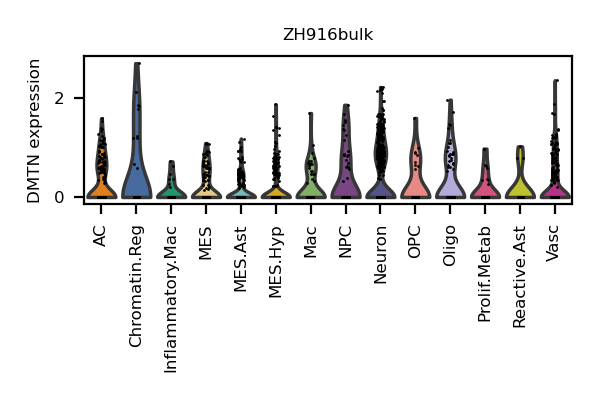 ZH916bulk
DMTN expression
2
0
AC
Chromatin.Reg
Inflammatory.Mac
MES
MES.Ast
MES.Hyp
Mac
NPC
Neuron
OPC
Oligo
Prolif.Metab
Reactive.Ast
Vasc